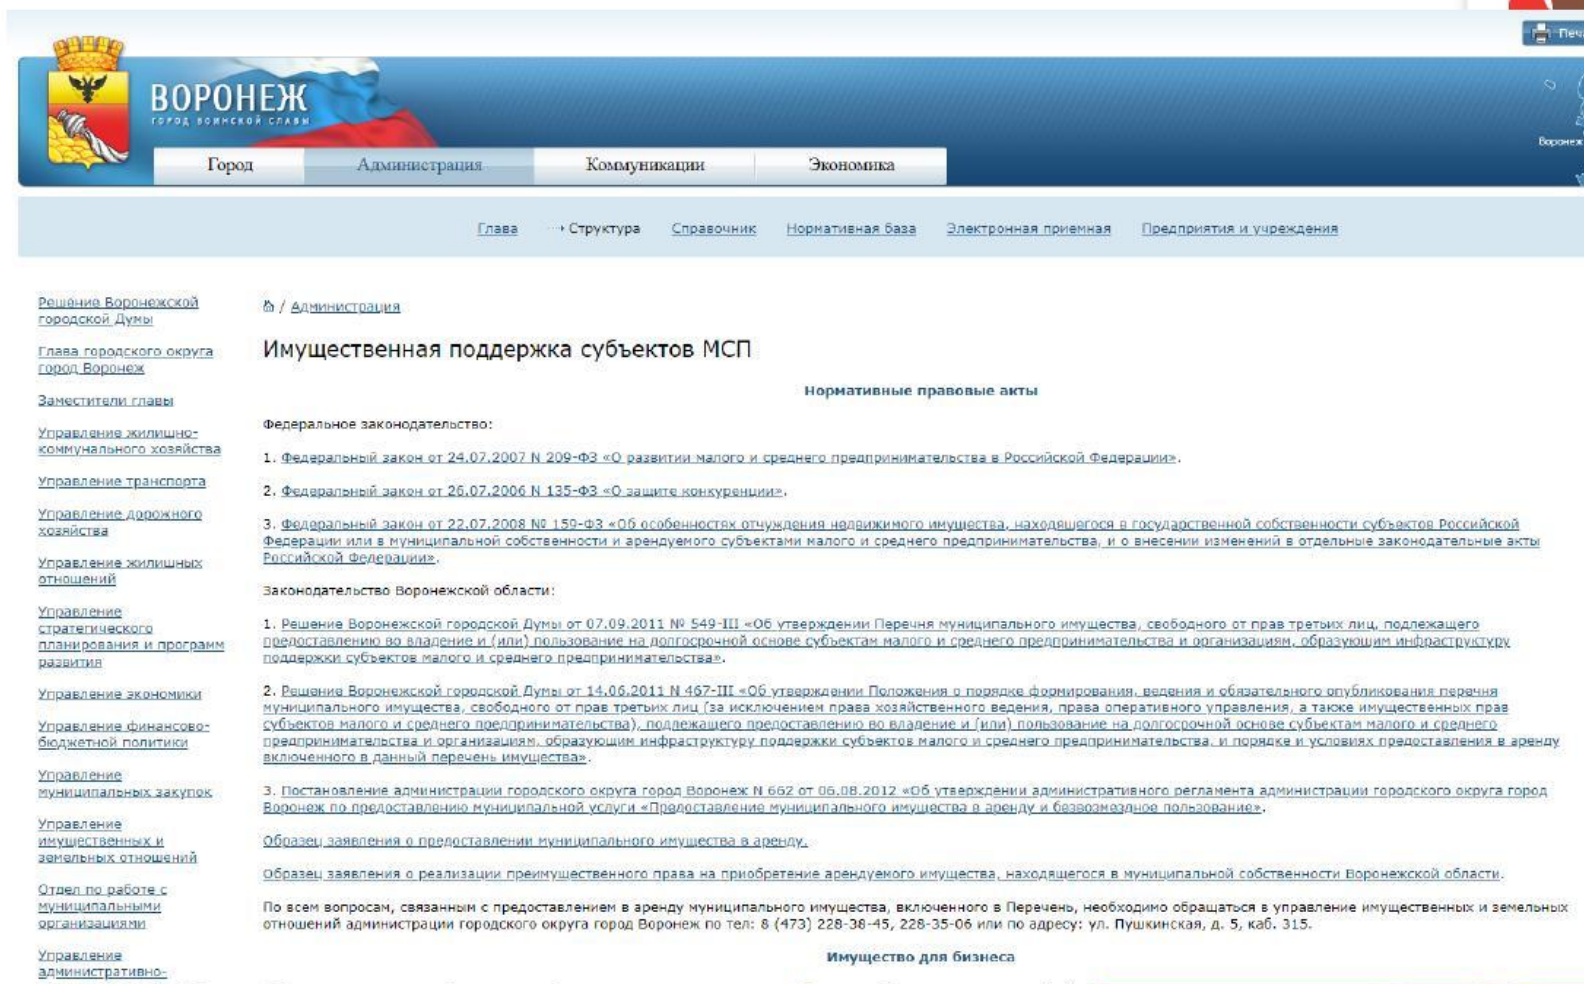 Печ
ВОРОНЕЖ
ГОРОД ВОИНСКОЙ СЛАВЫ
Воронеж
Город Администрация Коммуникации Экономика
Глава Структура Справочник Нормативная база Электронная приемная Предприятия и учреждения
Решение Воронежской
городской Думы
Глава городского округа
город Воронеж
Заместители главы
Управление жилищно-
коммунального хозяйства
Управление транспорта
Управление дорожного
хозяйства
Управление жилищных
отношений
Управление
стратегического
планирования и программ
развития
Управление экономики
Управление финансово-
бюджетной политики
Управление
муниципальных закупок
Управление
имущественных и
земельных отношений
Отдел по работе с
муниципальными
организациями
Управление
административно-
/ Администрация
Имущественная поддержка субъектов МСП
Нормативные правовые акты
Федеральное законодательство:
1. Федеральный закон от 24.07.2007 N 209-ФЗ «О развитии малого и среднего предпринимательства в Российской Федерации».
2. Федеральный закон от 26.07.2006 N 135-ФЗ «О защите конкуренции».
3. Федеральный закон от 22.07.2008 № 159-ФЗ «Об особенностях отчуждения недвижимого имущества, находящегося в государственной собственности субъектов Российской
Федерации или в муниципальной собственности и арендуемого субъектами малого и среднего предпринимательства, и о внесении изменений в отдельные законодательные акты
Российской Федерации».
Законодательство Воронежской области:
1. Решение Воронежской городской Думы от 07.09.2011 № 549-III «Об утверждении Перечня муниципального имущества, свободного от прав третьих лиц, подлежащего
предоставлению во владение и (или) пользование на долгосрочной основе субъектам малого и среднего предпринимательства и организациям, образующим инфраструктуру
поддержки субъектов малого и среднего предпринимательства».
2. Решение Воронежской городской Думы от 14.06.2011 N 467-III «Об утверждении Положения о порядке формирования, ведения и обязательного опубликования перечня
муниципального имущества, свободного от прав третьих лиц (за исключением права хозяйственного ведения, права оперативного управления, а также имущественных прав
субъектов малого и среднего предпринимательства), подлежащего предоставлению во владение и (или) пользование на долгосрочной основе субъектам малого и среднего
предпринимательства и организациям, образующим инфраструктуру поддержки субъектов малого и среднего предпринимательства, и порядке и условиях предоставления в аренду
включенного в данный перечень имущества».
3. Постановление администрации городского округа город Воронеж N 662 от 06.08.2012 «Об утверждении административного регламента администрации городского округа город
Воронеж по предоставлению муниципальной услуги «Предоставление муниципального имущества в аренду и безвозмездное пользование».
Образец заявления о предоставлении муниципального имущества в аренду.
Образец заявления о реализации преимущественного права на приобретение арендуемого имущества, находящегося в муниципальной собственности Воронежской области.
По всем вопросам, связанным с предоставлением в аренду муниципального имущества, включенного в Перечень, необходимо обращаться в управление имущественных и земельных
отношений администрации городского округа город Воронеж по тел: 8 (473) 228-38-45, 228-35-06 или по адресу: ул. Пушкинская, д. 5, каб. 315.
Имущество для бизнеса